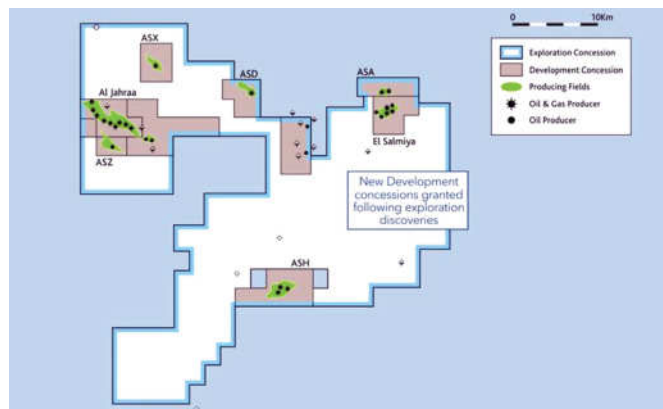 0 10Km
Exploration Concession
Development Concession
Producing Fields
Oil & Gas Producer
Oil Producer
ASX
ASD
ASA
Al Jahraa
El Salmiya
ASZ
New Development
concessions granted
following exploration
discoveries
ASH